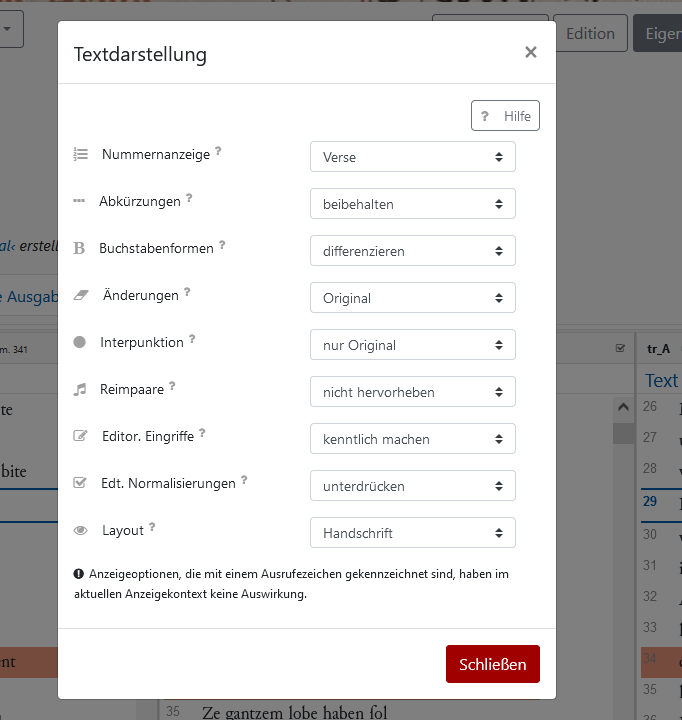 Edition
Eigen
Textdarstellung
×
? Hilfe
Nummernanzeige ?
Verse
Abkürzungen ?
beibehalten
B Buchstabenformen ?
differenzieren
Änderungen ?
Original
Interpunktion ?
nur Original
Reimpaare ?
nicht hervorheben
Editor. Eingriffe ?
kenntlich machen
Edt. Normalisierungen ?
unterdrücken
Layout ?
Handschrift
Anzeigeoptionen, die mit einem Ausrufezeichen gekennzeichnet sind, haben im
aktuellen Anzeigekontext keine Auswirkung.
Schließen
al‹ erstell
e Ausgab
m. 341
te
bite
ent
35 Ze gantzem lobe haben ſol
tr_A
Text
26
27
28
29
30
31
32
33
34
35
36